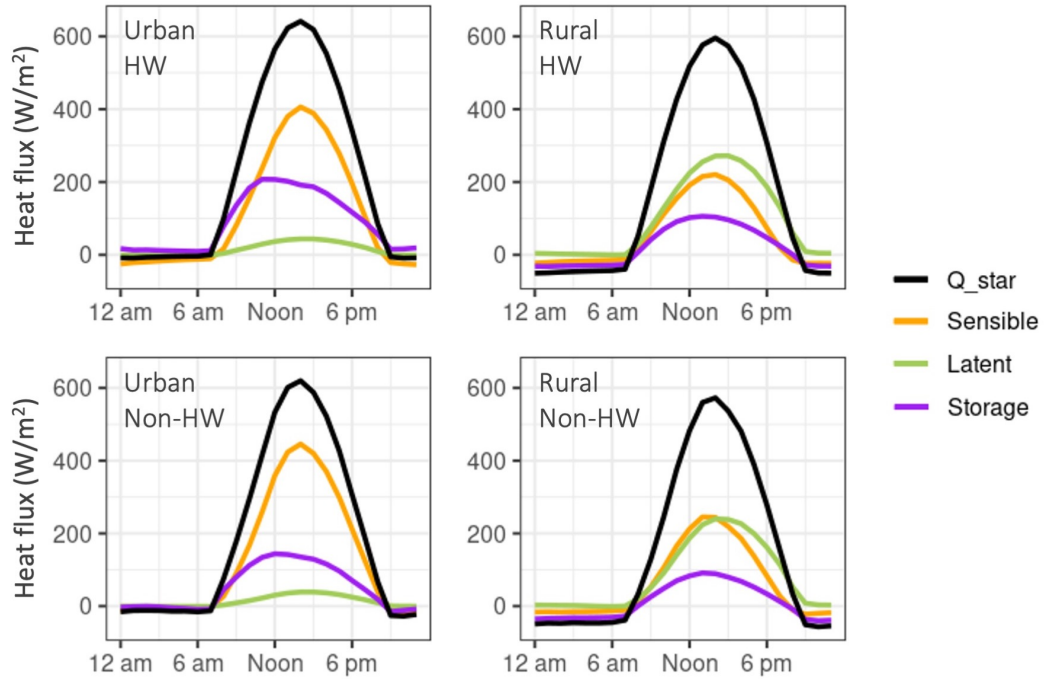 Heat flux (W/m²)
600
400
200
0
Urban
HW
12 am 6 am Noon 6 pm
600
400
200
0
Rural
HW
12 am 6 am Noon 6 pm
Heat flux (W/m²)
600
400
200
0
Urban
Non-HW
12 am 6 am Noon 6 pm
600
400
200
0
Rural
Non-HW
12 am 6 am Noon 6 pm
Q_star
Sensible
Latent
Storage